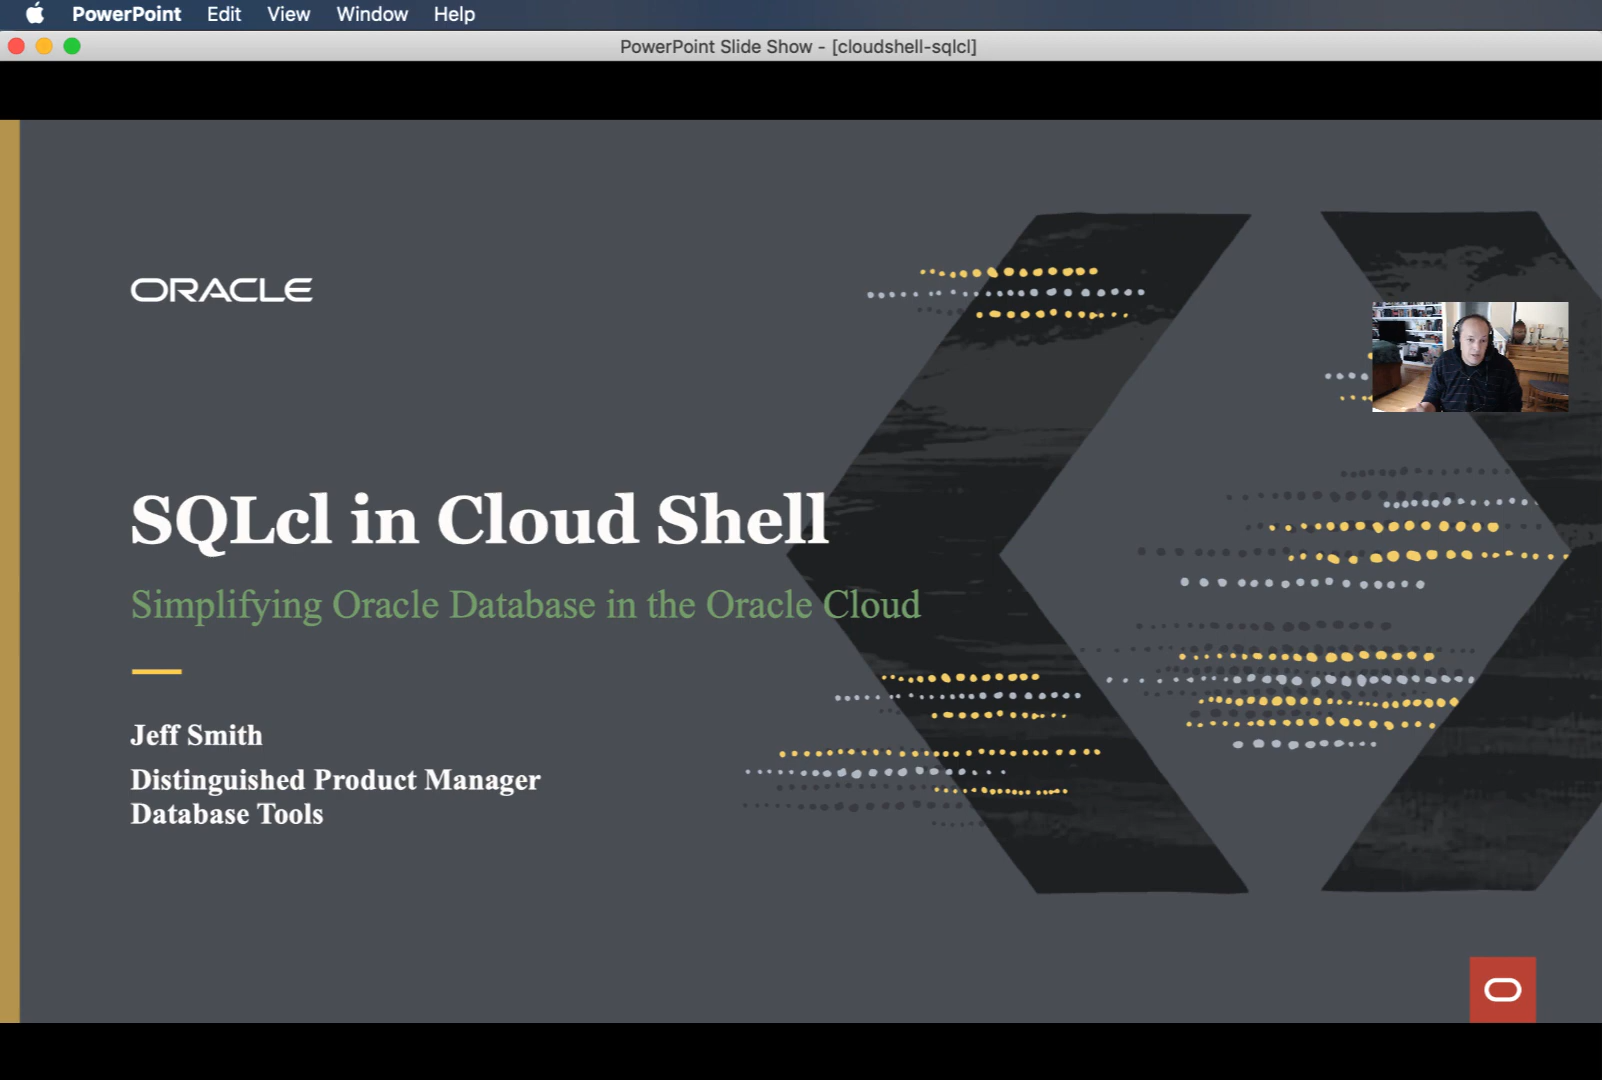 PowerPoint Edit View Window Help
PowerPoint Slide Show - [cloudshell-sqlcl]
ORACLE
SQLcl in Cloud Shell
Simplifying Oracle Database in the Oracle Cloud
Jeff Smith
Distinguished Product Manager
Database Tools